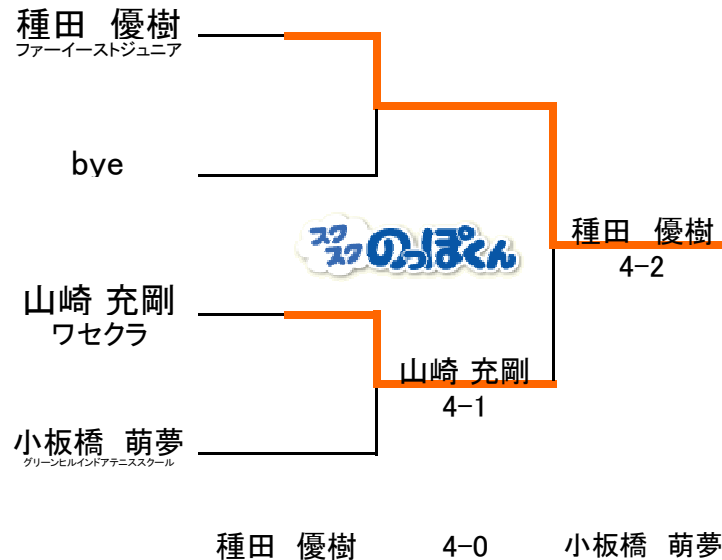 種田　優樹
ファーイーストジュニア
bye
スクスクのっぽくん
種田　優樹
4-2
山崎 充剛
ワセクラ
山崎 充剛
4-1
小板橋　萌夢
グリーンヒルインドアテニススクール
種田　優樹　4-0　小板橋　萌夢